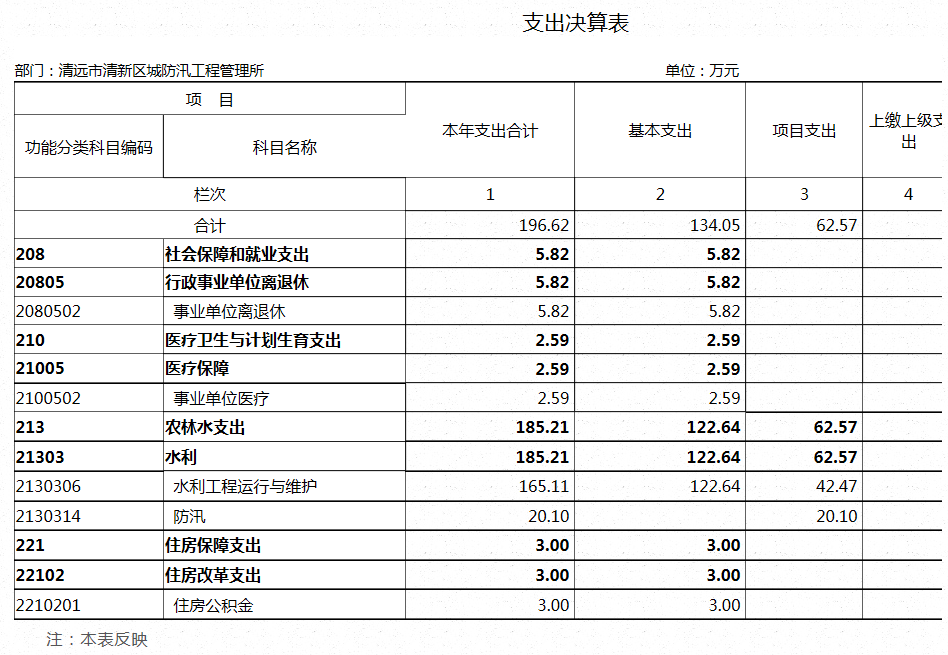 支出决算表
部门：清远市清新区城防汛工程管理所 单位：万元
项 目 本年支出合计 基本支出 项目支出 上缴上级支出
功能分类科目编码 科目名称
栏次 1 2 3 4
合计 196.62 134.05 62.57
208 社会保障和就业支出 5.82 5.82
20805 行政事业单位离退休 5.82 5.82
2080502 事业单位离退休 5.82 5.82
210 医疗卫生与计划生育支出 2.59 2.59
21005 医疗保障 2.59 2.59
2100502 事业单位医疗 2.59 2.59
213 农林水支出 185.21 122.64 62.57
21303 水利 185.21 122.64 62.57
2130306 水利工程运行与维护 165.11 122.64 42.47
2130314 防汛 20.10 20.10
221 住房保障支出 3.00 3.00
22102 住房改革支出 3.00 3.00
2210201 住房公积金 3.00 3.00
注：本表反映